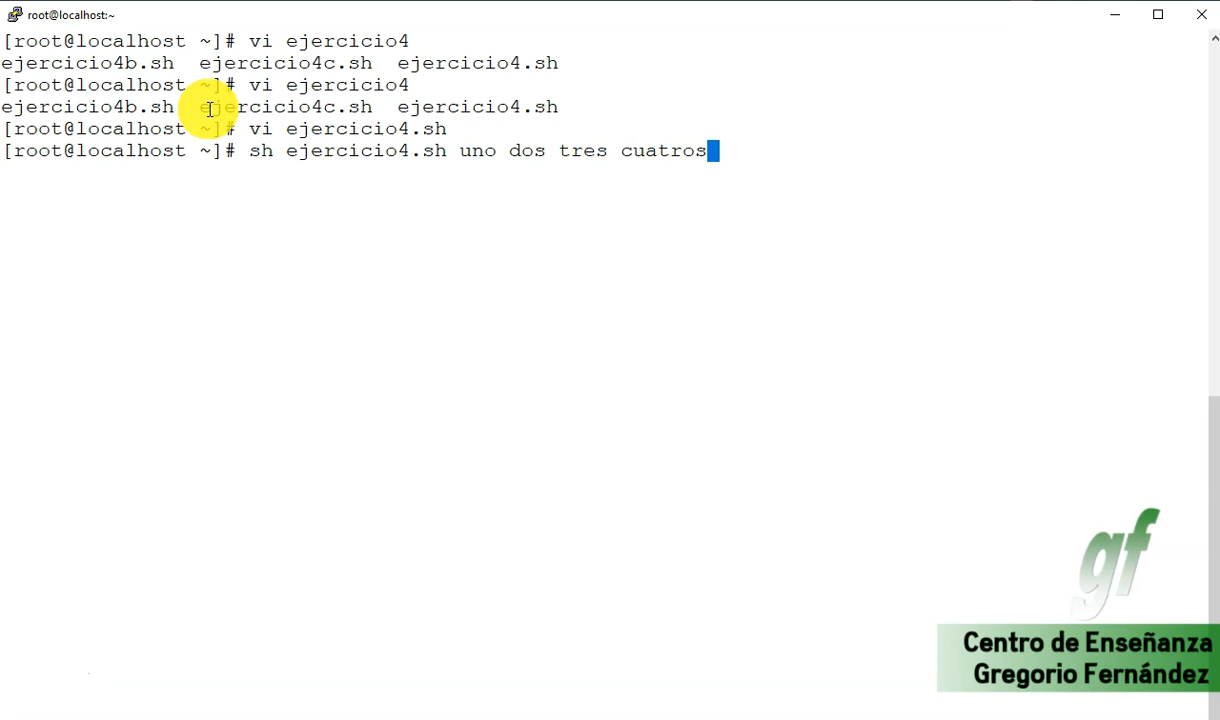 root@localhost:~
[root@localhost ~]# vi ejercicio4
ejercicio4b.sh  ejercicio4c.sh  ejercicio4.sh
[root@localhost ~]# vi ejercicio4
ejercicio4b.sh  ejercicio4c.sh  ejercicio4.sh
[root@localhost ~]# vi ejercicio4.sh
[root@localhost ~]# sh ejercicio4.sh uno dos tres cuatros
gf
Centro de Enseñanza
Gregorio Fernández